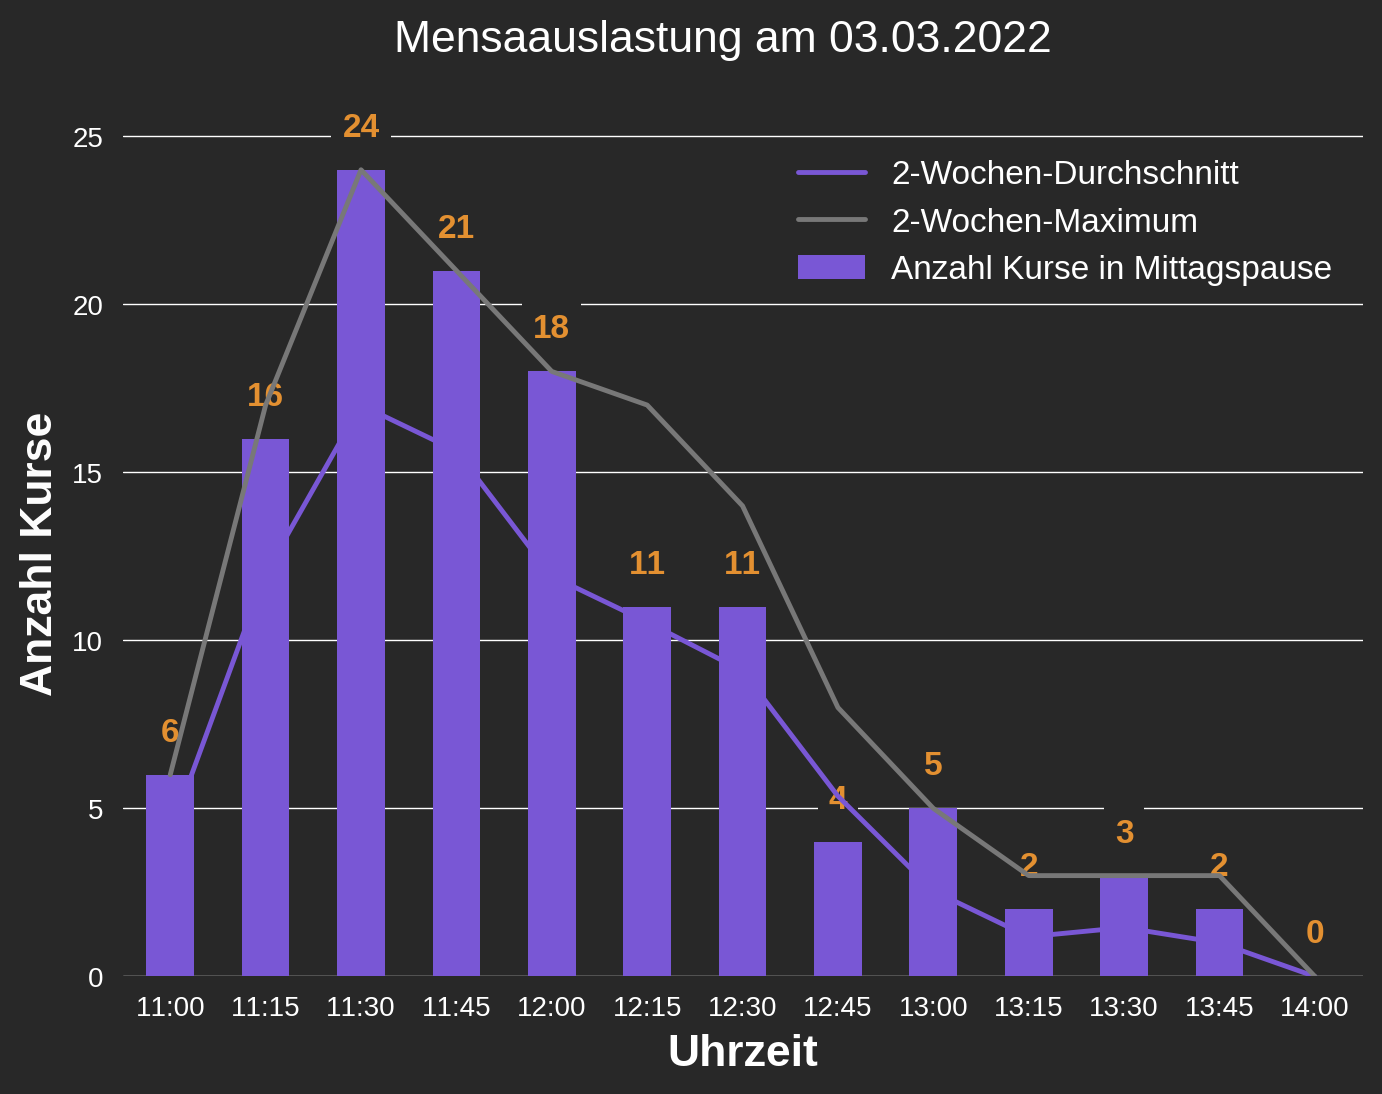 Mensaauslastung am 03.03.2022
2-Wochen-Durchschnitt
2-Wochen-Maximum
Anzahl Kurse in Mittagspause
Anzahl Kurse
25
20
15
10
5
0
6
16
24
21
18
11
11
4
5
2
3
2
0
11:00 11:15 11:30 11:45 12:00 12:15 12:30 12:45 13:00 13:15 13:30 13:45 14:00
Uhrzeit